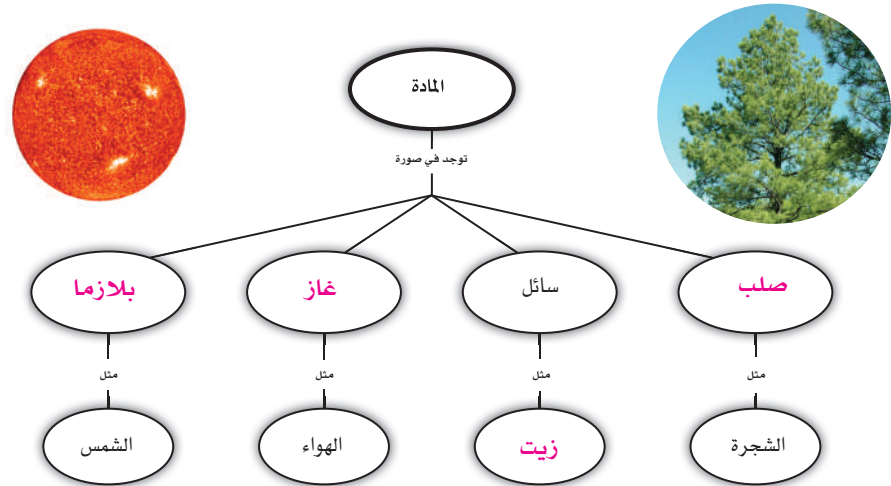 المادة
توجد في صورة
صلب سائل غاز بلازما
مثل مثل مثل مثل
الشجرة زيت الهواء الشمس